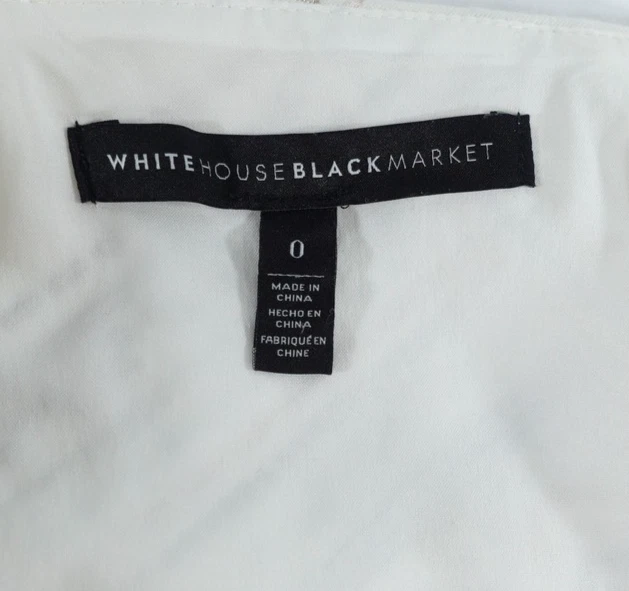 WHITEHOUSEBLACKMARKET
0
MADE IN
CHINA
HECHO EN
CHINA
FABRIQUÉ EN
CHINE